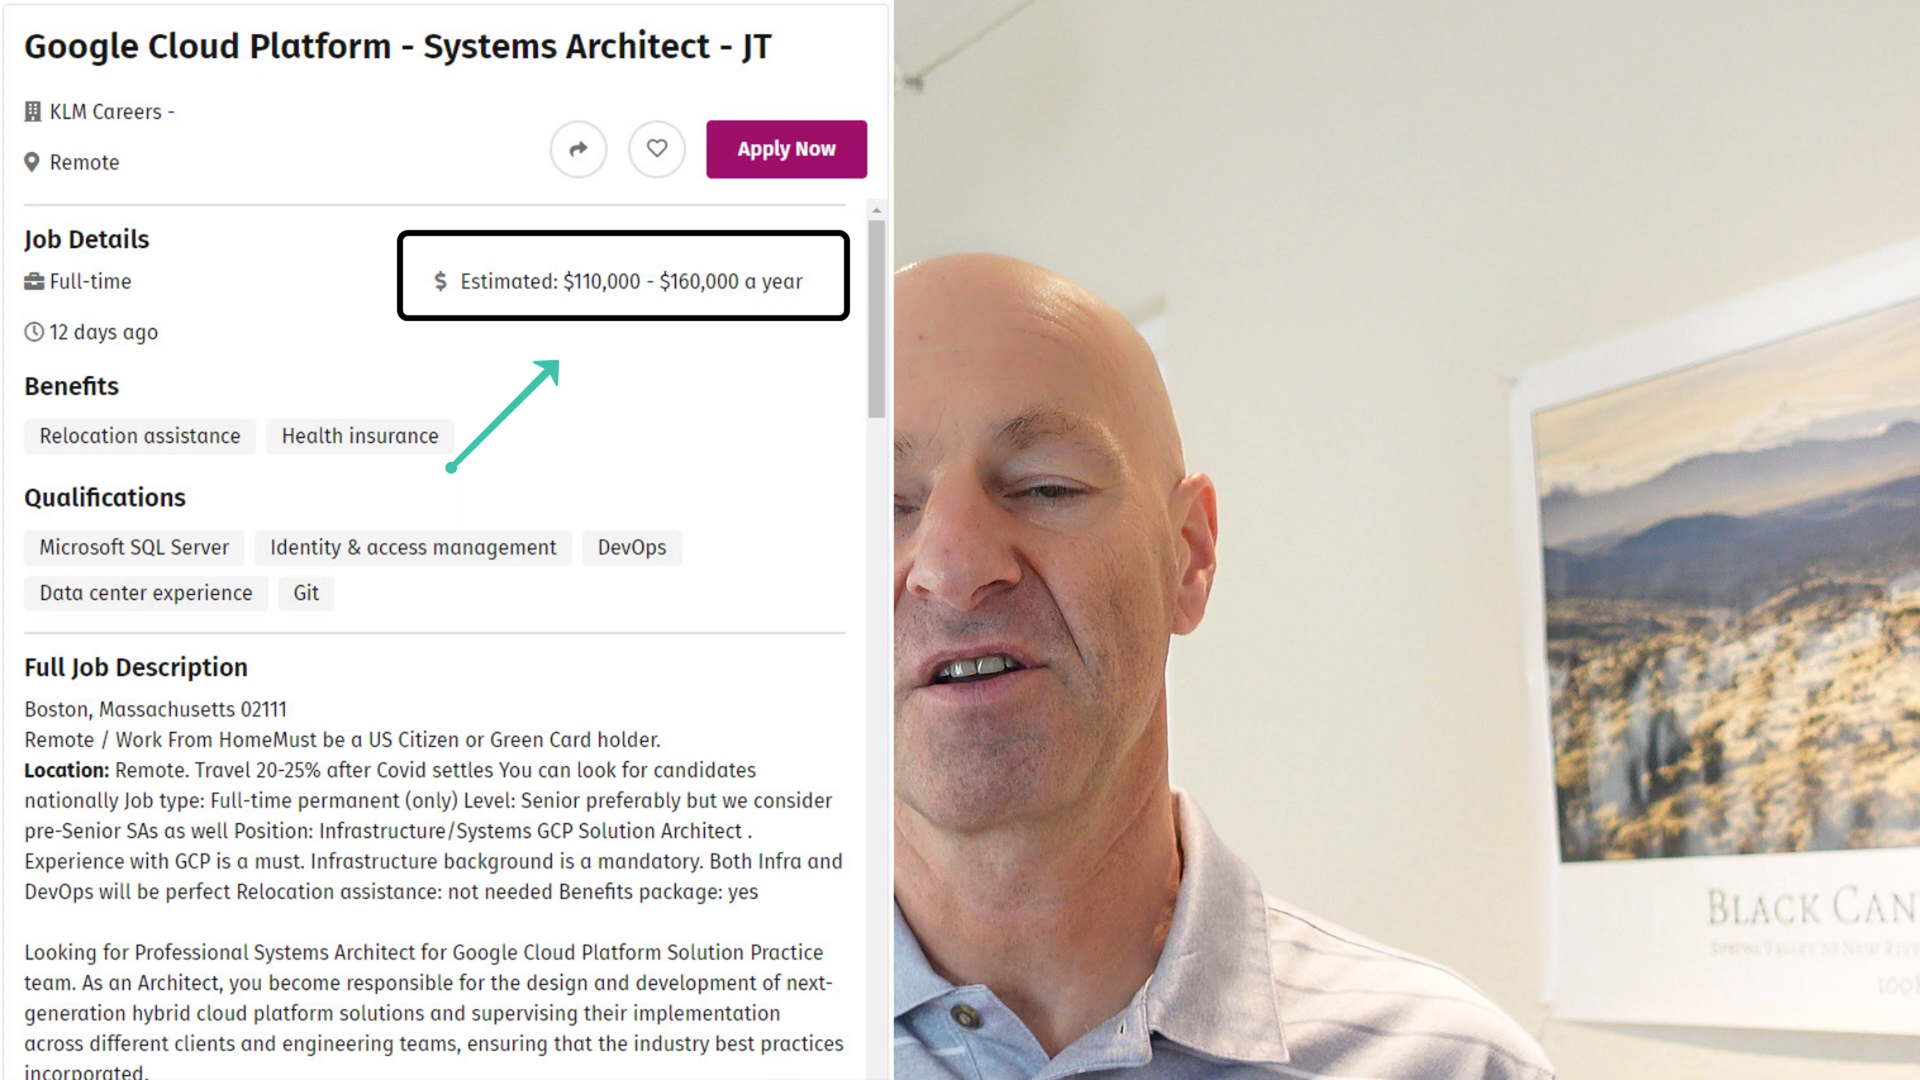 Google Cloud Platform - Systems Architect - JT
KLM Careers -
Remote
Apply Now
Job Details
Full-time
$ Estimated: $110,000 - $160,000 a year
12 days ago
Benefits
Relocation assistance
Health insurance
Qualifications
Microsoft SQL Server
Identity & access management
DevOps
Data center experience
Git
Full Job Description
Boston, Massachusetts 02111
Remote / Work From HomeMust be a US Citizen or Green Card holder.
Location: Remote. Travel 20-25% after Covid settles You can look for candidates
nationally Job type: Full-time permanent (only) Level: Senior preferably but we consider
pre-Senior SAs as well Position: Infrastructure/Systems GCP Solution Architect .
Experience with GCP is a must. Infrastructure background is a mandatory. Both Infra and
DevOps will be perfect Relocation assistance: not needed Benefits package: yes
Looking for Professional Systems Architect for Google Cloud Platform Solution Practice
team. As an Architect, you become responsible for the design and development of next-
generation hybrid cloud platform solutions and supervising their implementation
across different clients and engineering teams, ensuring that the industry best practices
incorporated.
BLACK CAN
SPRING VALLEY TO NEW RIVE